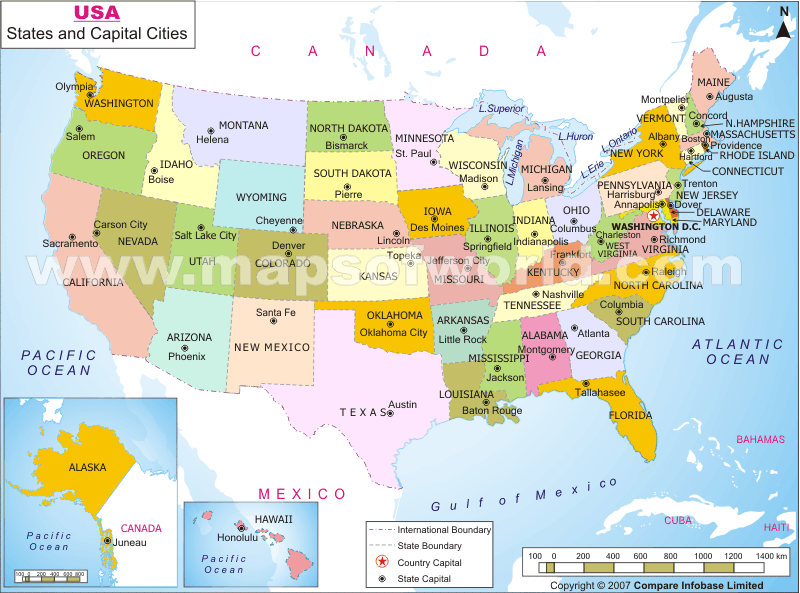 USA
States and Capital Cities
N
C A N A D A
Olympia
WASHINGTON
Salem
OREGON
MONTANA
Helena
IDAHO
Boise
WYOMING
Cheyenne
NORTH DAKOTA
Bismarck
SOUTH DAKOTA
Pierre
MINNESOTA
St. Paul
WISCONSIN
Madison
L.Superior
L.Michigan
L.Huron
L.Erie
L.Ontario
MICHIGAN
Lansing
MAINE
Augusta
Montpelier
VERMONT
Concord
N.HAMPSHIRE
Albany
Boston
MASSACHUSETTS
NEW YORK
Providence
Hartford
RHODE ISLAND
CONNECTICUT
PENNSYLVANIA
Harrisburg
Trenton
NEW JERSEY
Annapolis
Dover
DELAWARE
MARYLAND
WASHINGTON D.C.
Carson City
NEVADA
Sacramento
CALIFORNIA
Salt Lake City
UTAH
Denver
COLORADO
NEBRASKA
Lincoln
IOWA
Des Moines
ILLINOIS
Springfield
INDIANA
Indianapolis
OHIO
Columbus
Charleston
WEST
VIRGINIA
Richmond
VIRGINIA
Topeka
KANSAS
Jefferson City
MISSOURI
Frankfort
KENTUCKY
Raleigh
NORTH CAROLINA
www.mapsofworld.com
Nashville
TENNESSEE
Columbia
SOUTH CAROLINA
ARIZONA
Phoenix
Santa Fe
NEW MEXICO
OKLAHOMA
Oklahoma City
ARKANSAS
Little Rock
MISSISSIPPI
Jackson
ALABAMA
Montgomery
Atlanta
GEORGIA
TEXAS
Austin
LOUISIANA
Baton Rouge
Tallahasee
FLORIDA
PACIFIC
OCEAN
ATLANTIC
OCEAN
MEXICO
Gulf of Mexico
BAHAMAS
CUBA
HAITI
ALASKA
CANADA
Pacific
Ocean
Juneau
100 0 200 400 600 800
HAWAII
Honolulu
Pacific
Ocean
International Boundary
State Boundary
Country Capital
State Capital
100 0 200 400 600 800 1000 1200 1400 km
Copyright © 2007 Compare Infobase Limited